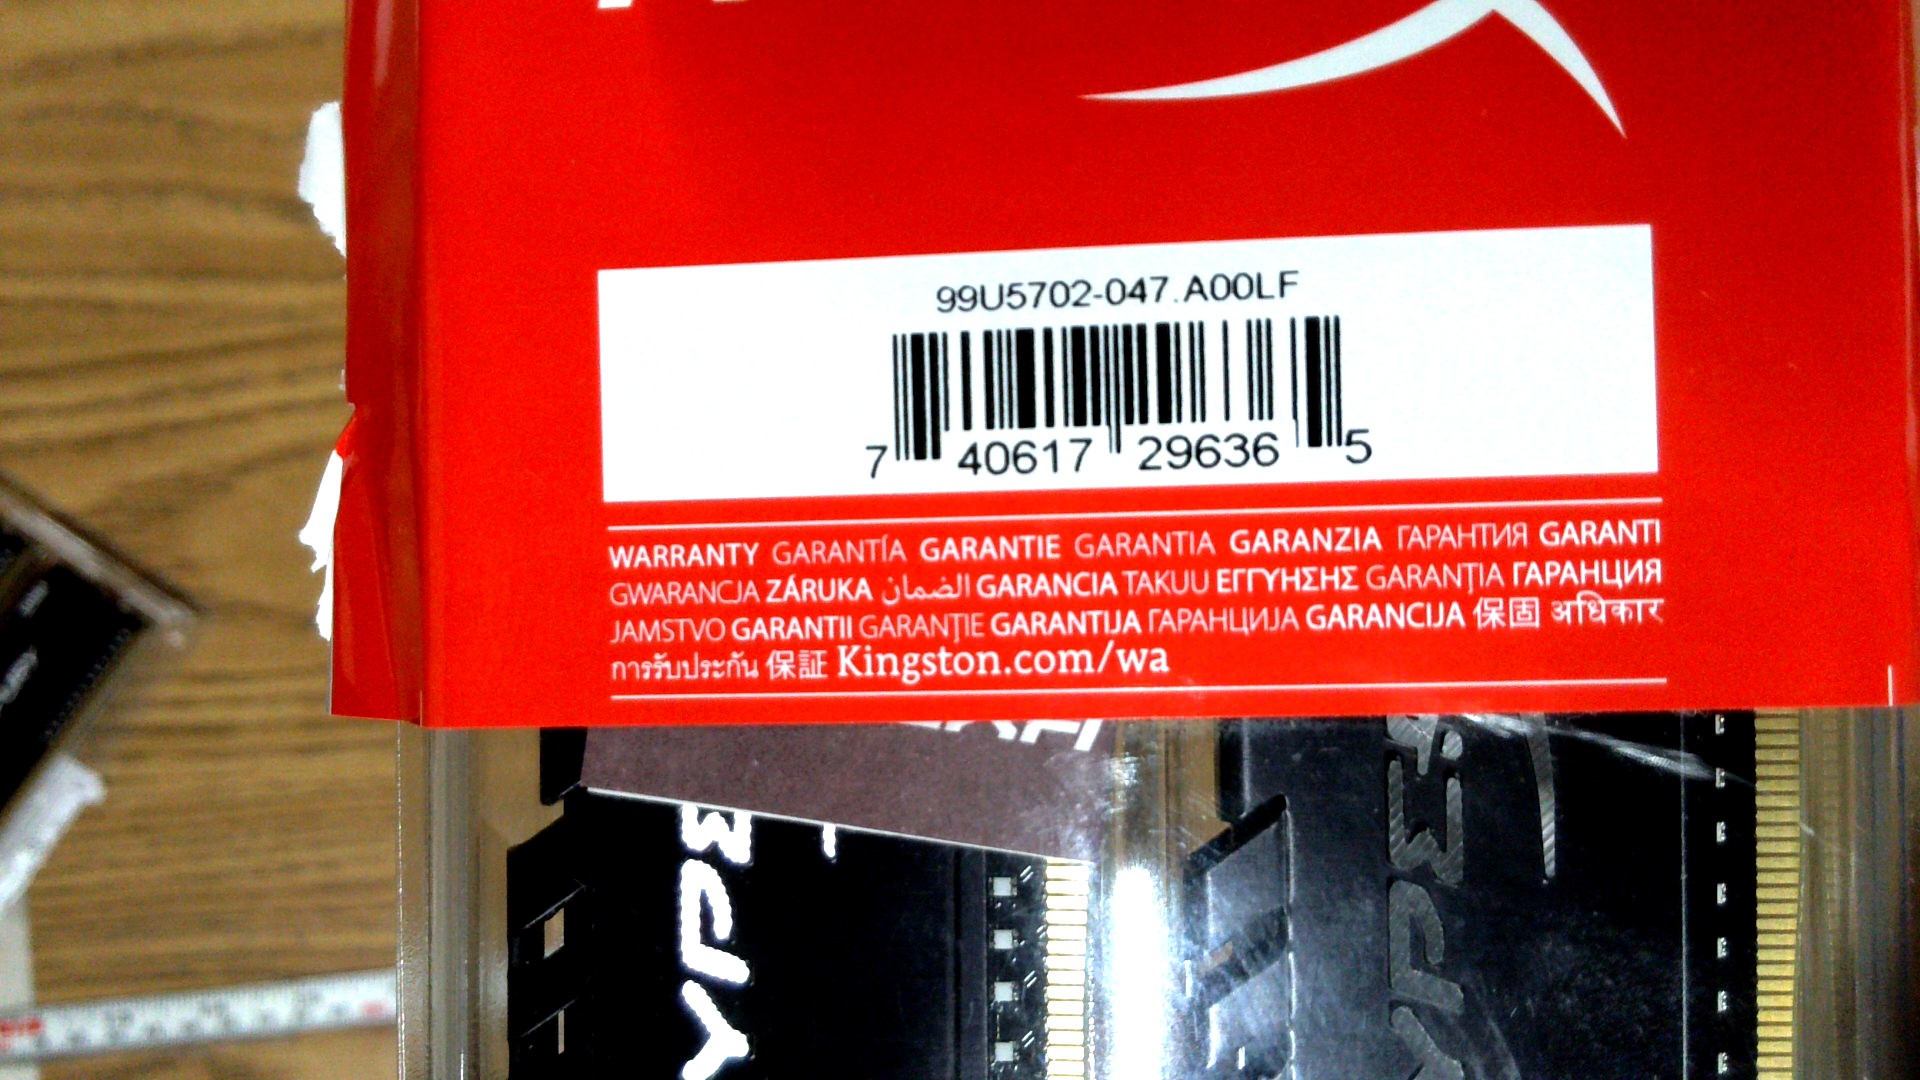 99U5702-047.A00LF
7 40617 29636 5
WARRANTY GARANTÍA GARANTIE GARANTIA GARANZIA ГАРАНТИЯ GARANTI
GWARANCJA ZÁRUKA الضمان GARANCIA TAKUU ΕΓΓΥΗΣΗΣ GARANŢIA ГАРАНЦИЯ
JAMSTVO GARANTII GARANŢIE GARANTIJA ГАРАНЦИЈА GARANCIJA 保固 अधिकार
การรับประกัน 保証 Kingston.com/wa